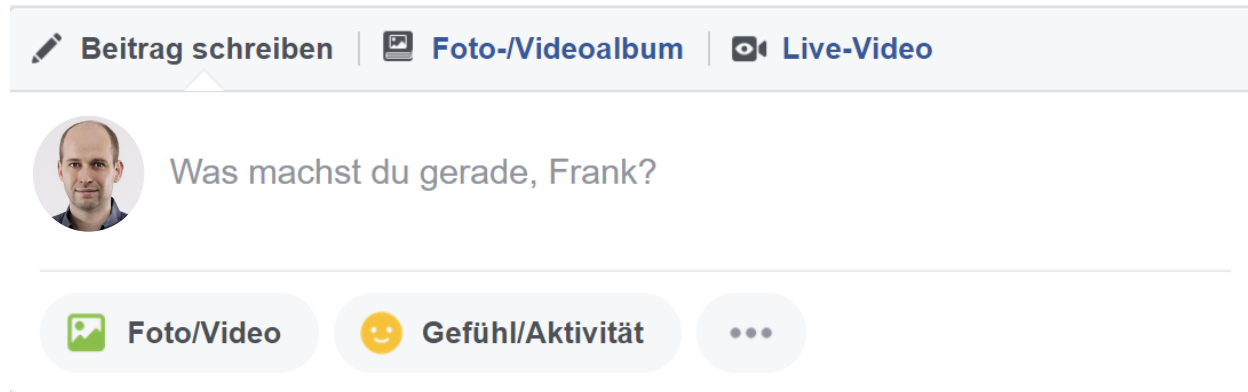 Beitrag schreiben Foto-/Videoalbum Live-Video
Was machst du gerade, Frank?
Foto/Video Gefühl/Aktivität